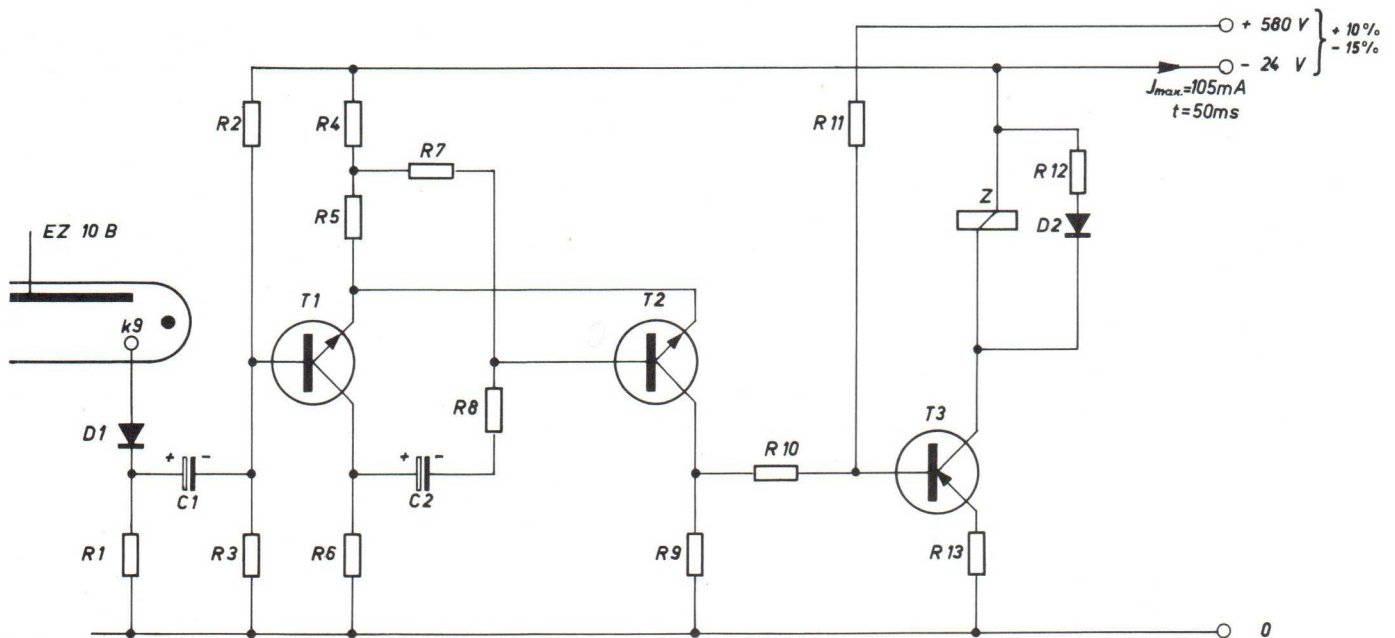 + 580 V
+ 10%
- 15%
- 24 V
Jmax.=105mA
t=50ms
R2
R4
R11
R7
R12
R5
Z
D2
EZ 10 B
T1
T2
k9
R8
T3
D1
+ -
+ -
R10
C1
C2
R1
R3
R6
R9
R13
0